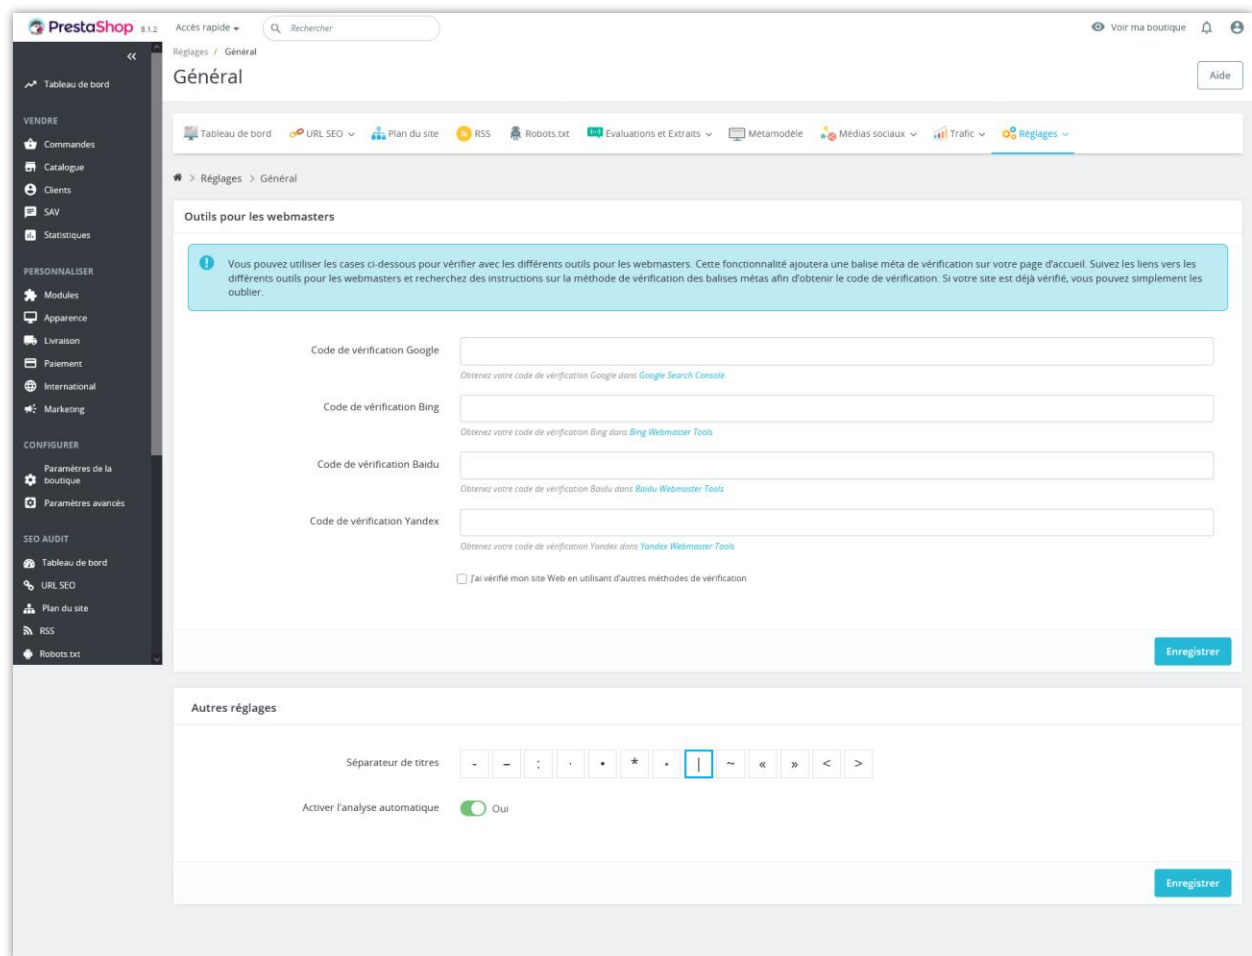 PrestaShop 8.1.2 Accès rapide Rechercher Voir ma boutique
Réglages / Général
Général
Aide
Tableau de bord
VENDRE
Commandes
Catalogue
Clients
SAV
Statistiques
PERSONNALISER
Modules
Apparence
Livraison
Paiement
International
Marketing
CONFIGURER
Paramètres de la
boutique
Paramètres avancés
SEO AUDIT
Tableau de bord
URL SEO
Plan du site
RSS
Robots.txt
Tableau de bord URL SEO Plan du site RSS Robots.txt Evaluations et Extraits Métamodèle Médias sociaux Trafic Réglages
> Réglages > Général
Outils pour les webmasters
Vous pouvez utiliser les cases ci-dessous pour vérifier avec les différents outils pour les webmasters. Cette fonctionnalité ajoutera une balise méta de vérification sur votre page d'accueil. Suivez les liens vers les
différents outils pour les webmasters et recherchez des instructions sur la méthode de vérification des balises métas afin d'obtenir le code de vérification. Si votre site est déjà vérifié, vous pouvez simplement les
oublier.
Code de vérification Google
Obtenez votre code de vérification Google dans Google Search Console
Code de vérification Bing
Obtenez votre code de vérification Bing dans Bing Webmaster Tools
Code de vérification Baidu
Obtenez votre code de vérification Baidu dans Baidu Webmaster Tools
Code de vérification Yandex
Obtenez votre code de vérification Yandex dans Yandex Webmaster Tools
J'ai vérifié mon site Web en utilisant d'autres méthodes de vérification
Enregistrer
Autres réglages
Séparateur de titres - – : · • * ⋆ | ~ « » < >
Activer l'analyse automatique Oui
Enregistrer